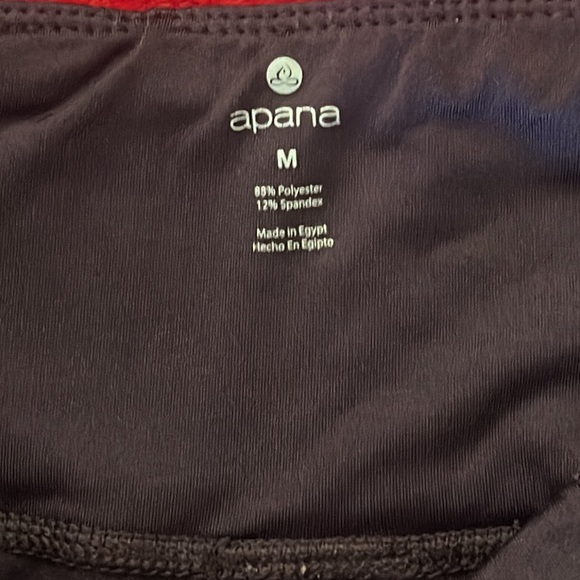 apana
M
88% Polyester
12% Spandex
Made in Egypt
Hecho En Egipto